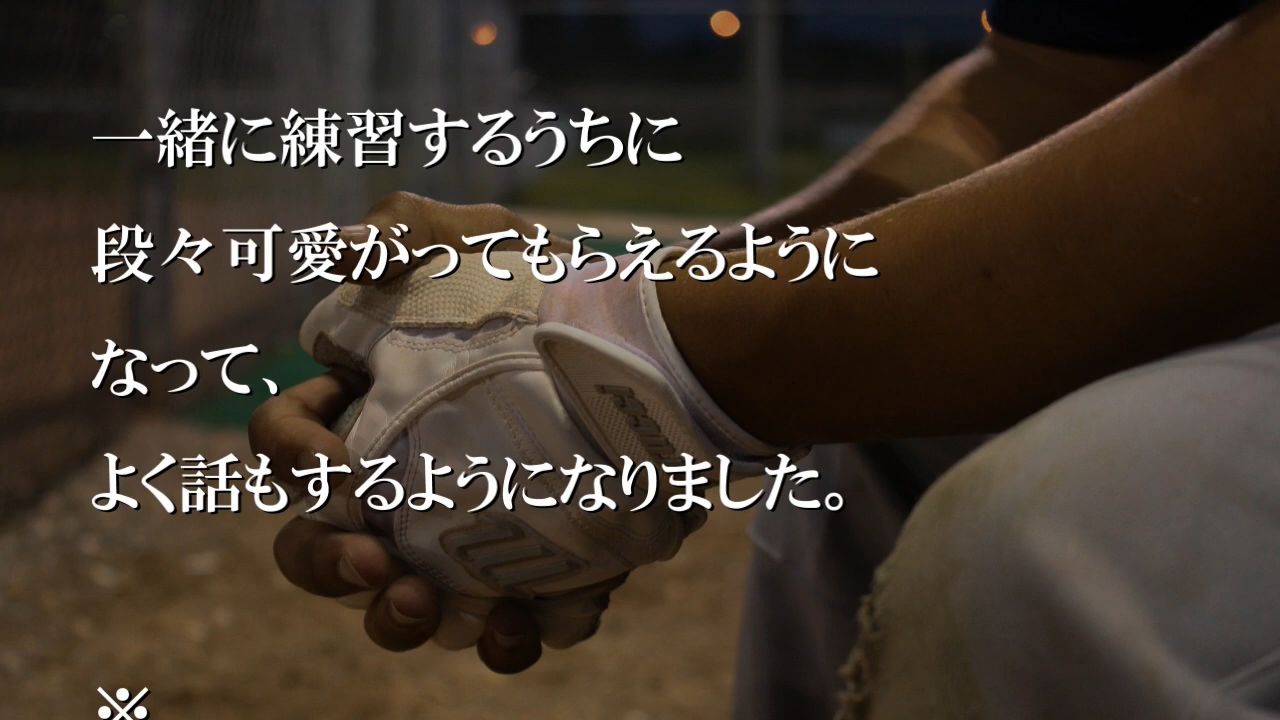 一緒に練習するうちに
段々可愛がってもらえるように
なって、
よく話もするようになりました。
※